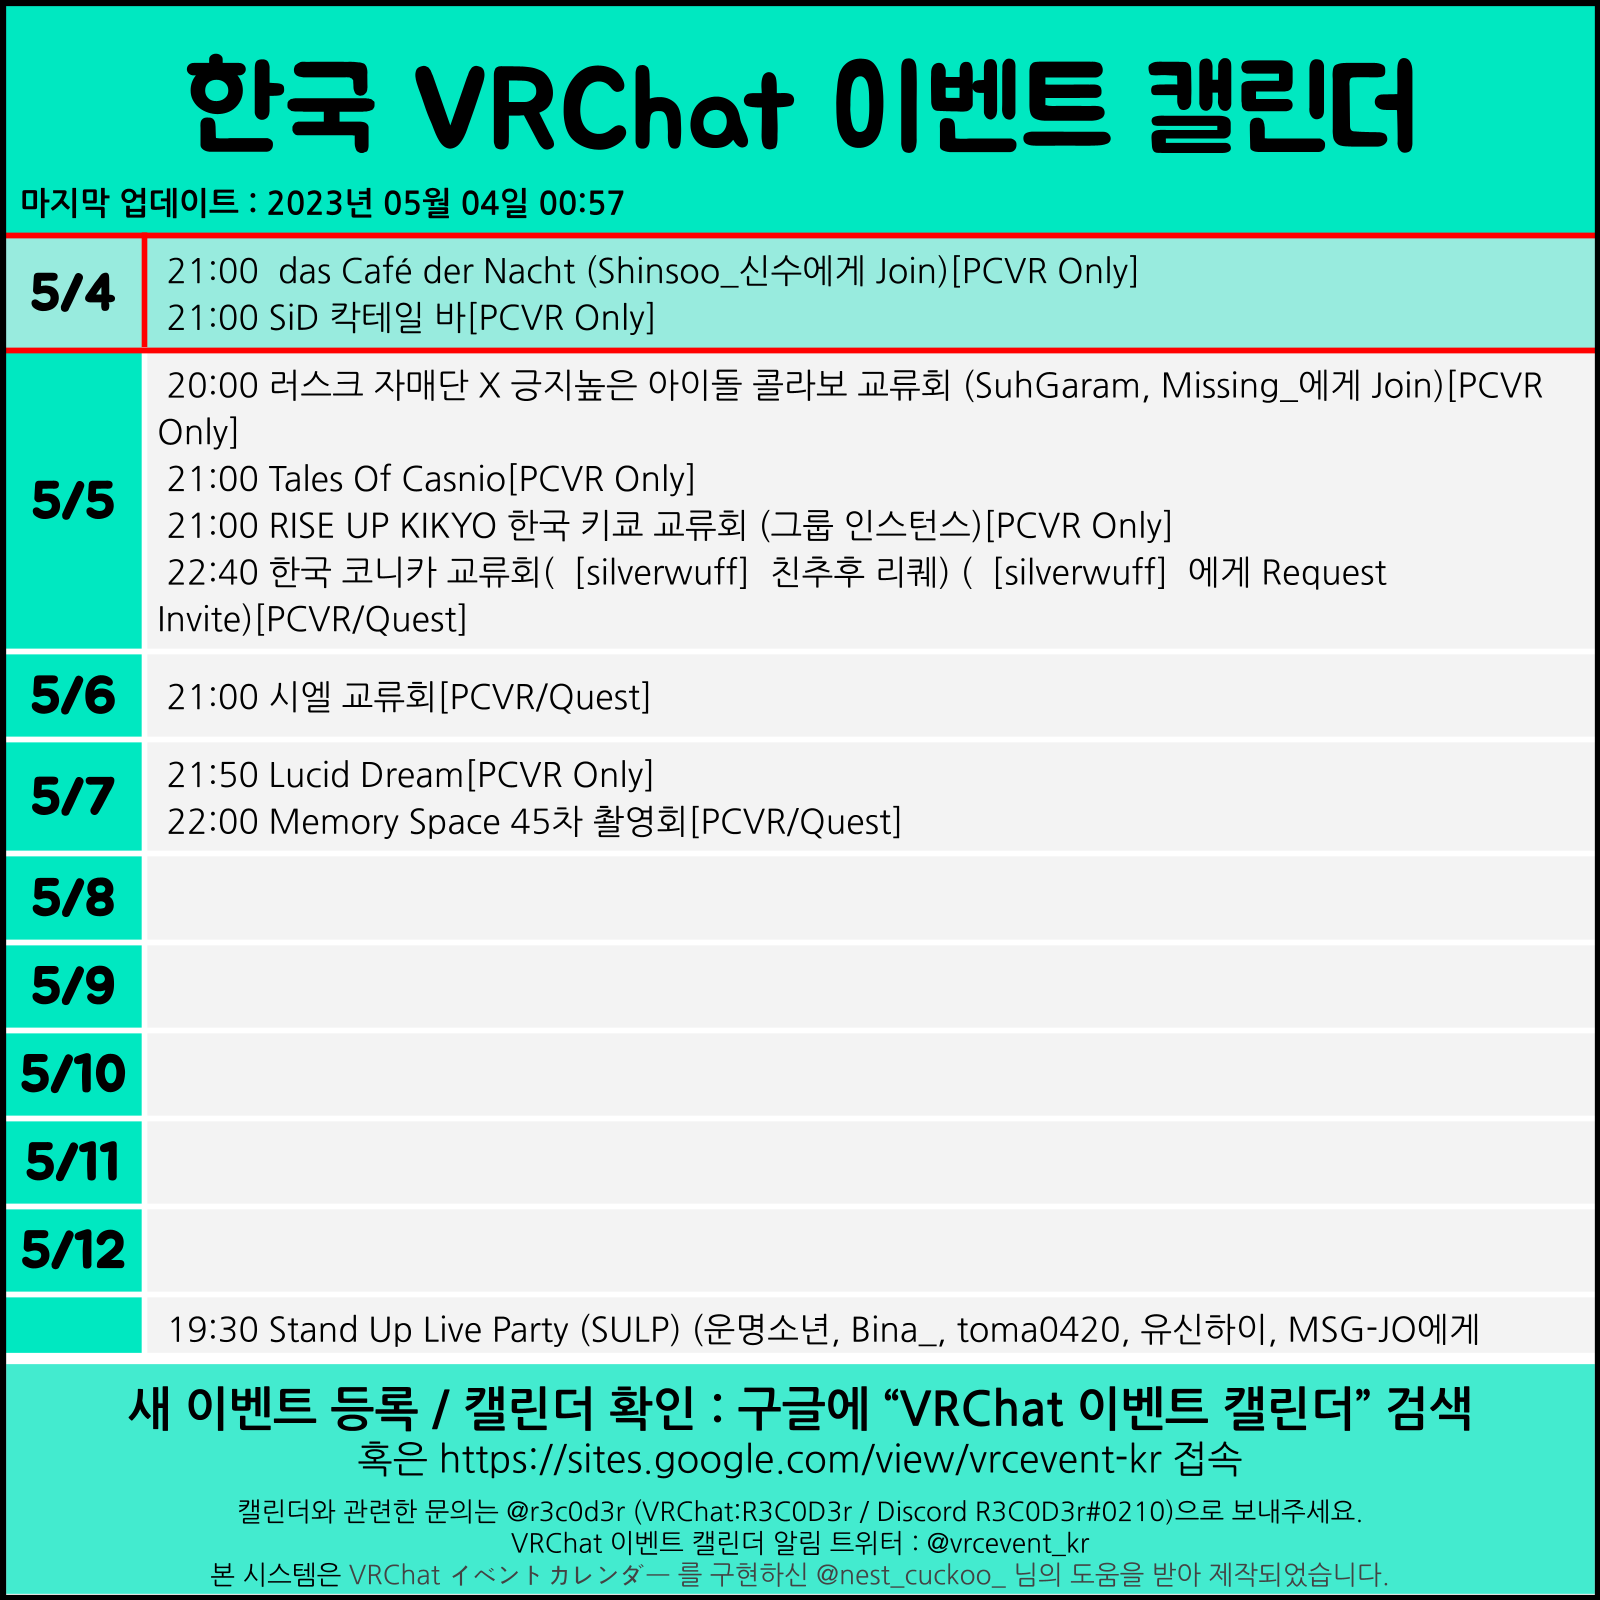 한국 VRChat 이벤트 캘린더
마지막 업데이트 : 2023년 05월 04일 00:57
5/4
21:00 das Café der Nacht (Shinsoo_신수에게 Join)[PCVR Only]
21:00 SiD 칵테일 바[PCVR Only]
5/5
20:00 러스크 자매단 X 긍지높은 아이돌 콜라보 교류회 (SuhGaram, Missing_에게 Join)[PCVR
Only]
21:00 Tales Of Casnio[PCVR Only]
21:00 RISE UP KIKYO 한국 키쿄 교류회 (그룹 인스턴스)[PCVR Only]
22:40 한국 코니카 교류회( [silverwuff] 친추후 리퀘) ( [silverwuff] 에게 Request
Invite)[PCVR/Quest]
5/6
21:00 시엘 교류회[PCVR/Quest]
5/7
21:50 Lucid Dream[PCVR Only]
22:00 Memory Space 45차 촬영회[PCVR/Quest]
5/8
5/9
5/10
5/11
5/12
19:30 Stand Up Live Party (SULP) (운명소년, Bina_, toma0420, 유신하이, MSG-JO에게
새 이벤트 등록 / 캘린더 확인 : 구글에 “VRChat 이벤트 캘린더” 검색
혹은 https://sites.google.com/view/vrcevent-kr 접속
캘린더와 관련한 문의는 @r3c0d3r (VRChat:R3C0D3r / Discord R3C0D3r#0210)으로 보내주세요.
VRChat 이벤트 캘린더 알림 트위터 : @vrcevent_kr
본 시스템은 VRChat イベントカレンダー 를 구현하신 @nest_cuckoo_ 님의 도움을 받아 제작되었습니다.